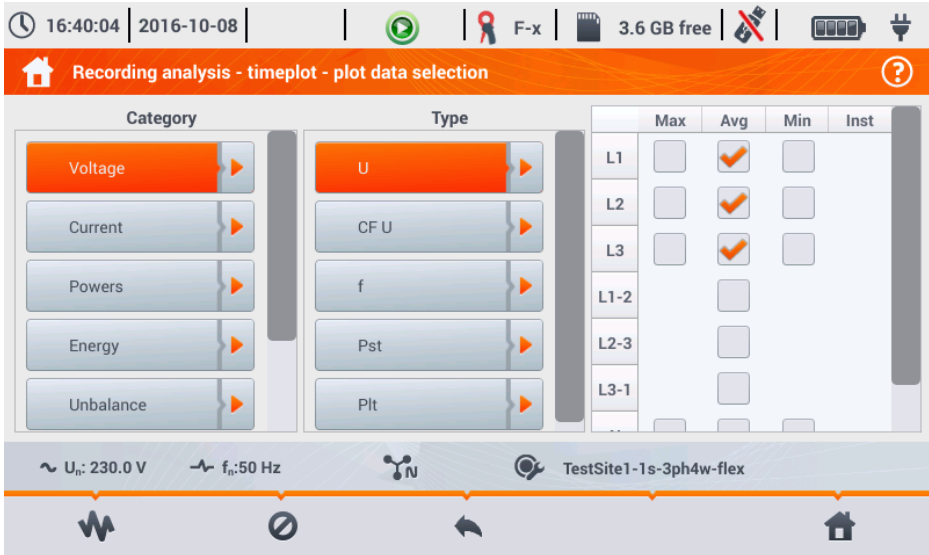 16:40:04 2016-10-08 F-x 3.6 GB free
Recording analysis - timeplot - plot data selection ?
Category Type Max Avg Min Inst
Voltage U L1
L2
Current CF U
L3
Powers f L1-2
Energy Pst L2-3
L3-1
Unbalance Plt
Un: 230.0 V fn:50 Hz N TestSite1-1s-3ph4w-flex